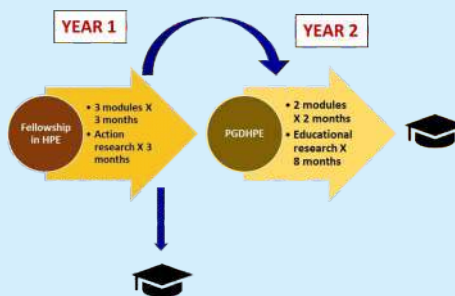 YEAR 1
YEAR 2
Fellowship
in HPE
• 3 modules X
3 months
• Action
research X 3
months
PGDHPE
• 2 modules
X 2 months
• Educational
research X
8 months